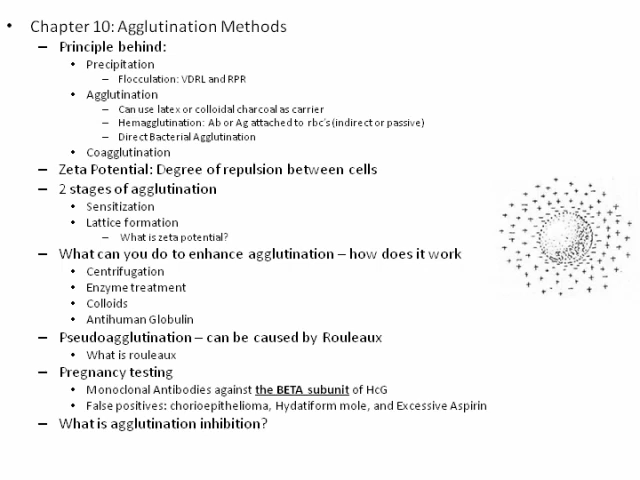 • Chapter 10: Agglutination Methods
– Principle behind:
• Precipitation
– Flocculation: VDRL and RPR
• Agglutination
– Can use latex or colloidal charcoal as carrier
– Hemagglutination: Ab or Ag attached to rbc's (indirect or passive)
– Direct Bacterial Agglutination
• Coagglutination
– Zeta Potential: Degree of repulsion between cells
– 2 stages of agglutination
• Sensitization
• Lattice formation
– What is zeta potential?
– What can you do to enhance agglutination – how does it work
• Centrifugation
• Enzyme treatment
• Colloids
• Antihuman Globulin
– Pseudoagglutination – can be caused by Rouleaux
• What is rouleaux
– Pregnancy testing
• Monoclonal Antibodies against the BETA subunit of HcG
• False positives: chorioepithelioma, Hydatiform mole, and Excessive Aspirin
– What is agglutination inhibition?